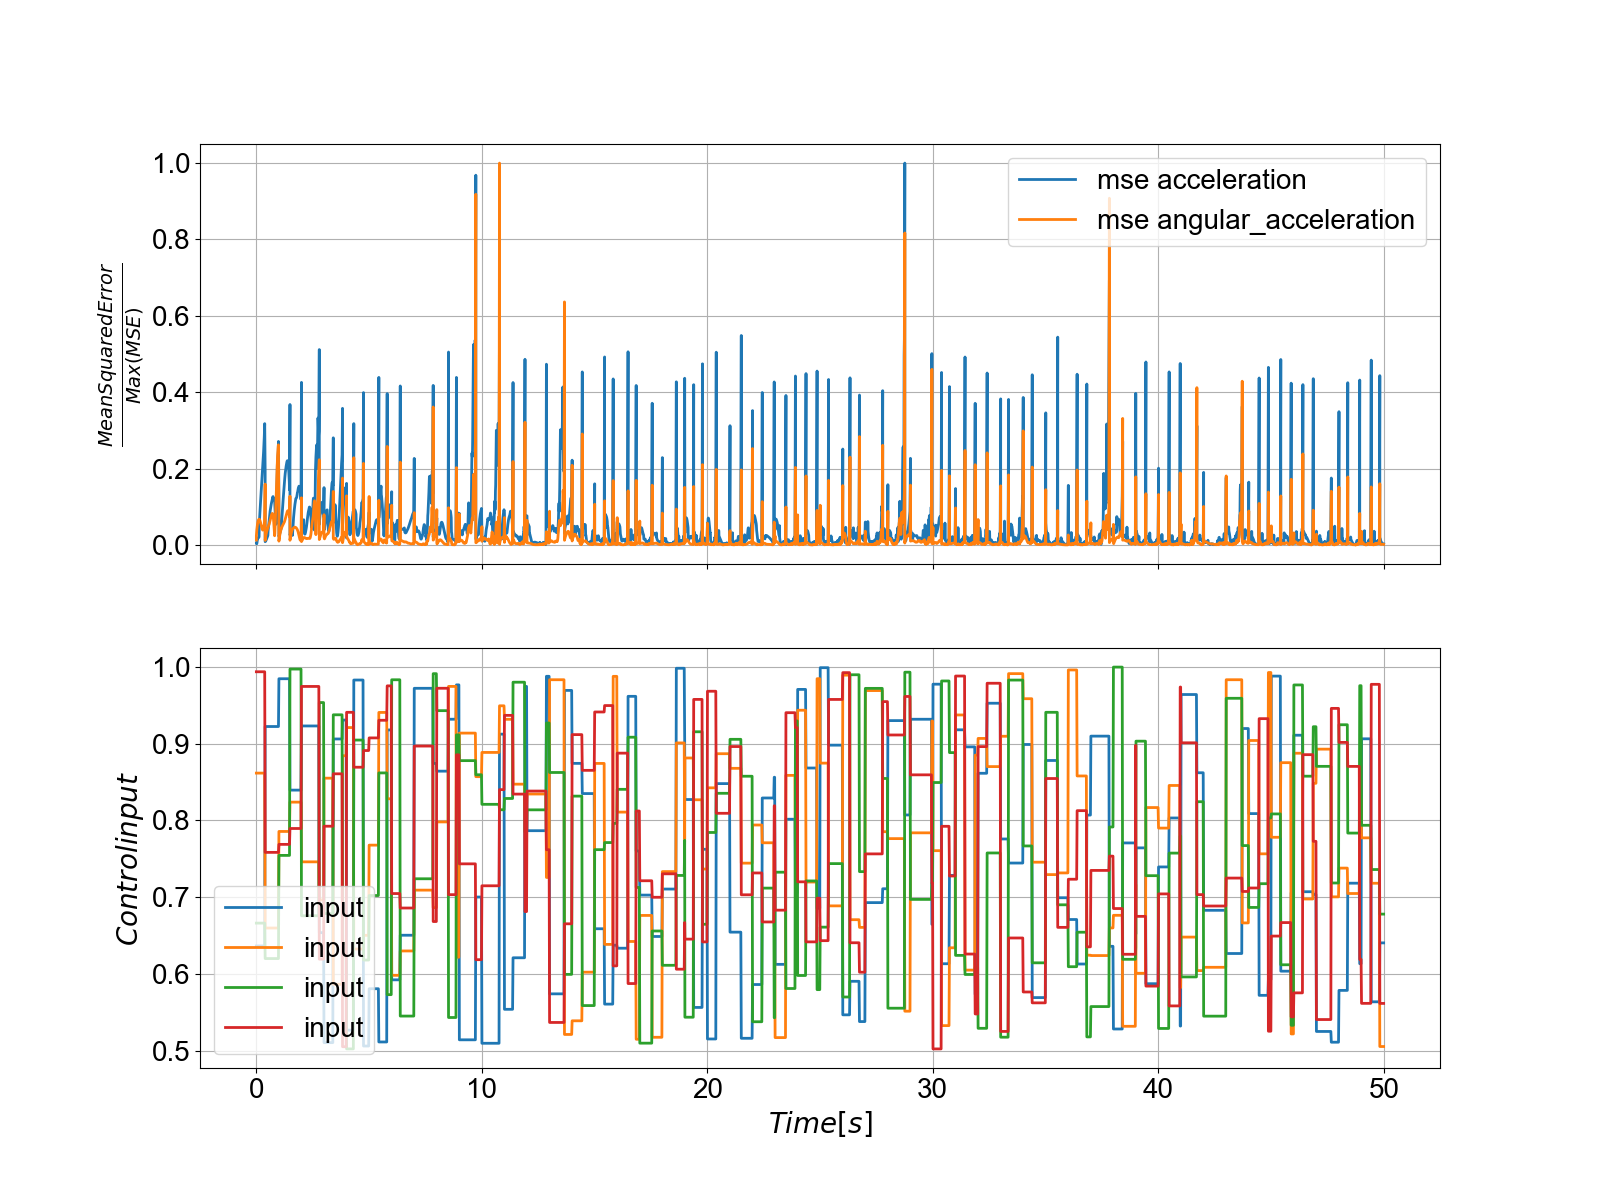 1.0
0.8
0.6
0.4
0.2
0.0
MeanSquaredError
Max(MSE)
mse acceleration
mse angular_acceleration
1.0
0.9
0.8
0.7
0.6
0.5
Controlinput
input
input
input
input
0 10 20 30 40 50
Time[s]